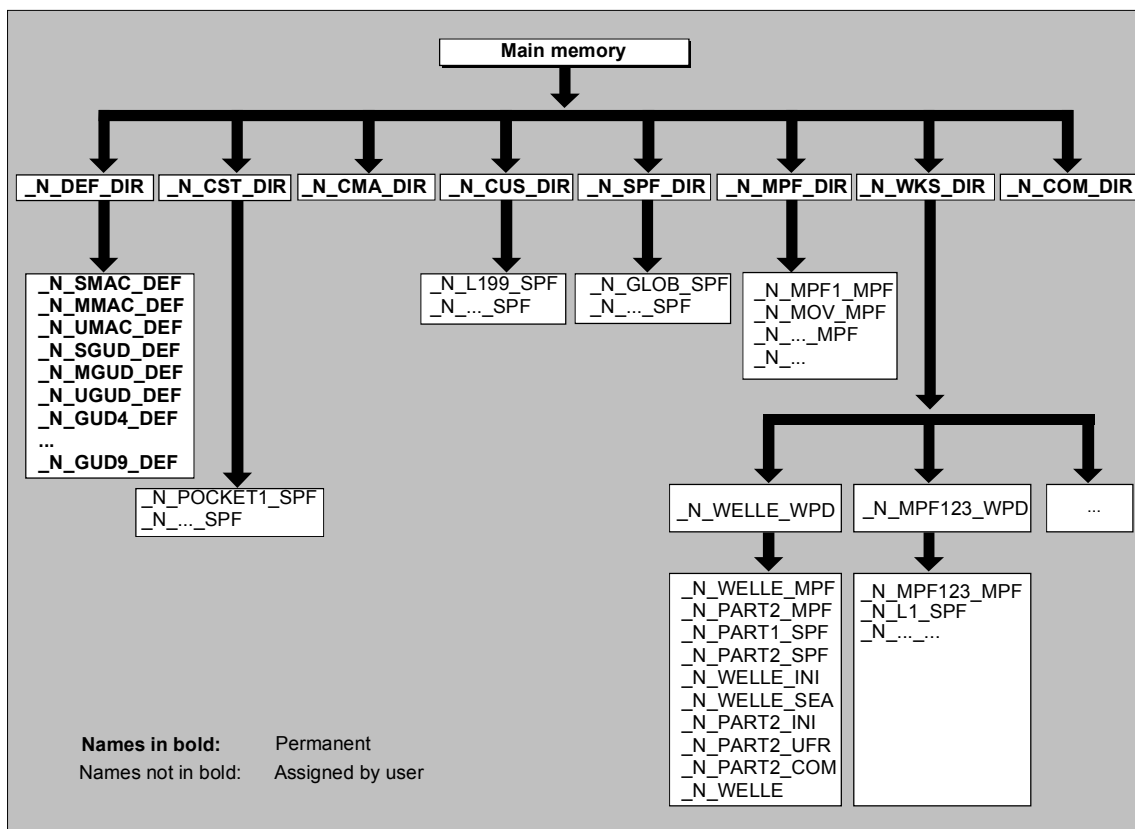 Main memory
_N_DEF_DIR
_N_CST_DIR
_N_CMA_DIR
_N_CUS_DIR
_N_SPF_DIR
_N_MPF_DIR
_N_WKS_DIR
_N_COM_DIR
_N_SMAC_DEF
_N_MMAC_DEF
_N_UMAC_DEF
_N_SGUD_DEF
_N_MGUD_DEF
_N_UGUD_DEF
_N_GUD4_DEF
...
_N_GUD9_DEF
_N_POCKET1_SPF
_N_..._SPF
_N_L199_SPF
_N_..._SPF
_N_GLOB_SPF
_N_..._SPF
_N_MPF1_MPF
_N_MOV_MPF
_N_..._MPF
_N_...
_N_WELLE_WPD
_N_MPF123_WPD
...
_N_WELLE_MPF
_N_PART2_MPF
_N_PART1_SPF
_N_PART2_SPF
_N_WELLE_INI
_N_WELLE_SEA
_N_PART2_INI
_N_PART2_UFR
_N_PART2_COM
_N_WELLE
_N_MPF123_MPF
_N_L1_SPF
_N_..._...
Names in bold: Permanent
Names not in bold: Assigned by user